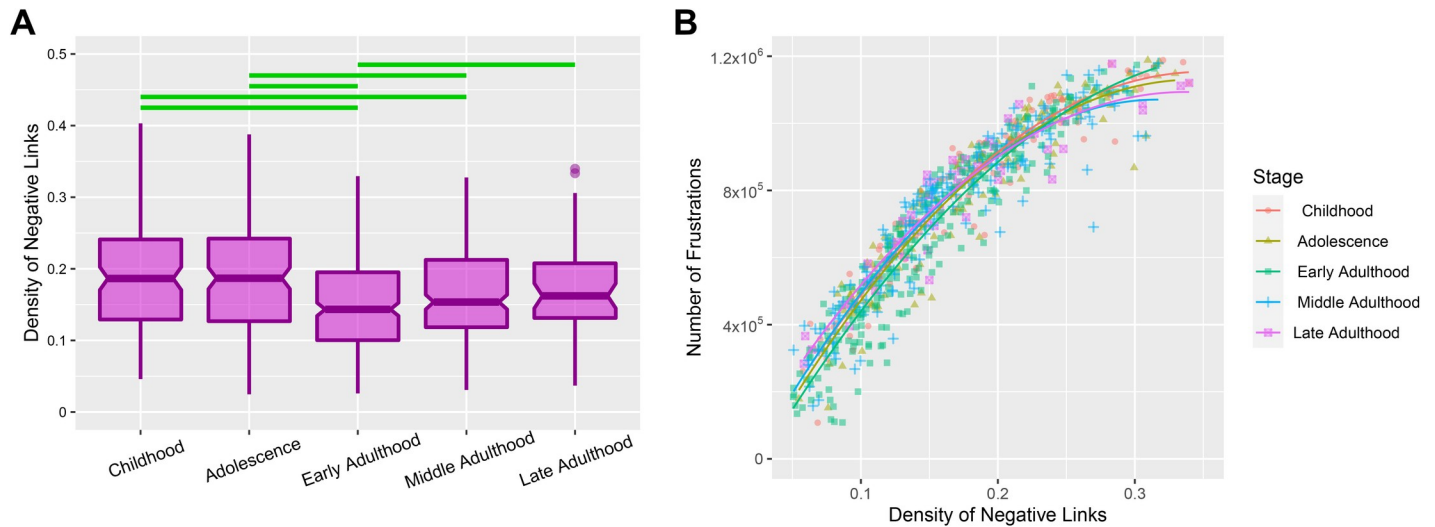 A
Density of Negative Links
0.5
0.4
0.3
0.2
0.1
0
Childhood
Adolescence
Early Adulthood
Middle Adulthood
Late Adulthood
B
Number of Frustrations
1.2x10⁶
8x10⁵
4x10⁵
0
0.1
0.2
0.3
Density of Negative Links
Stage
Childhood
Adolescence
Early Adulthood
Middle Adulthood
Late Adulthood